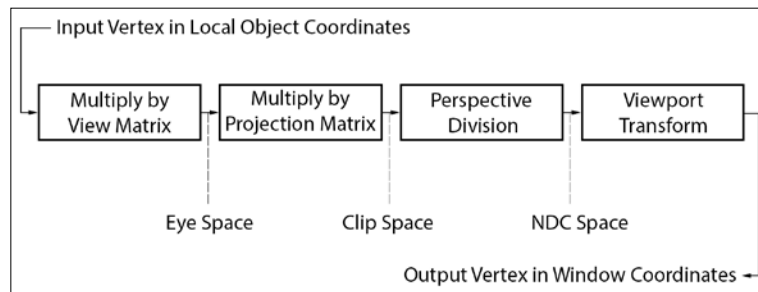 Input Vertex in Local Object Coordinates
Multiply by
View Matrix
Multiply by
Projection Matrix
Perspective
Division
Viewport
Transform
Eye Space
Clip Space
NDC Space
Output Vertex in Window Coordinates